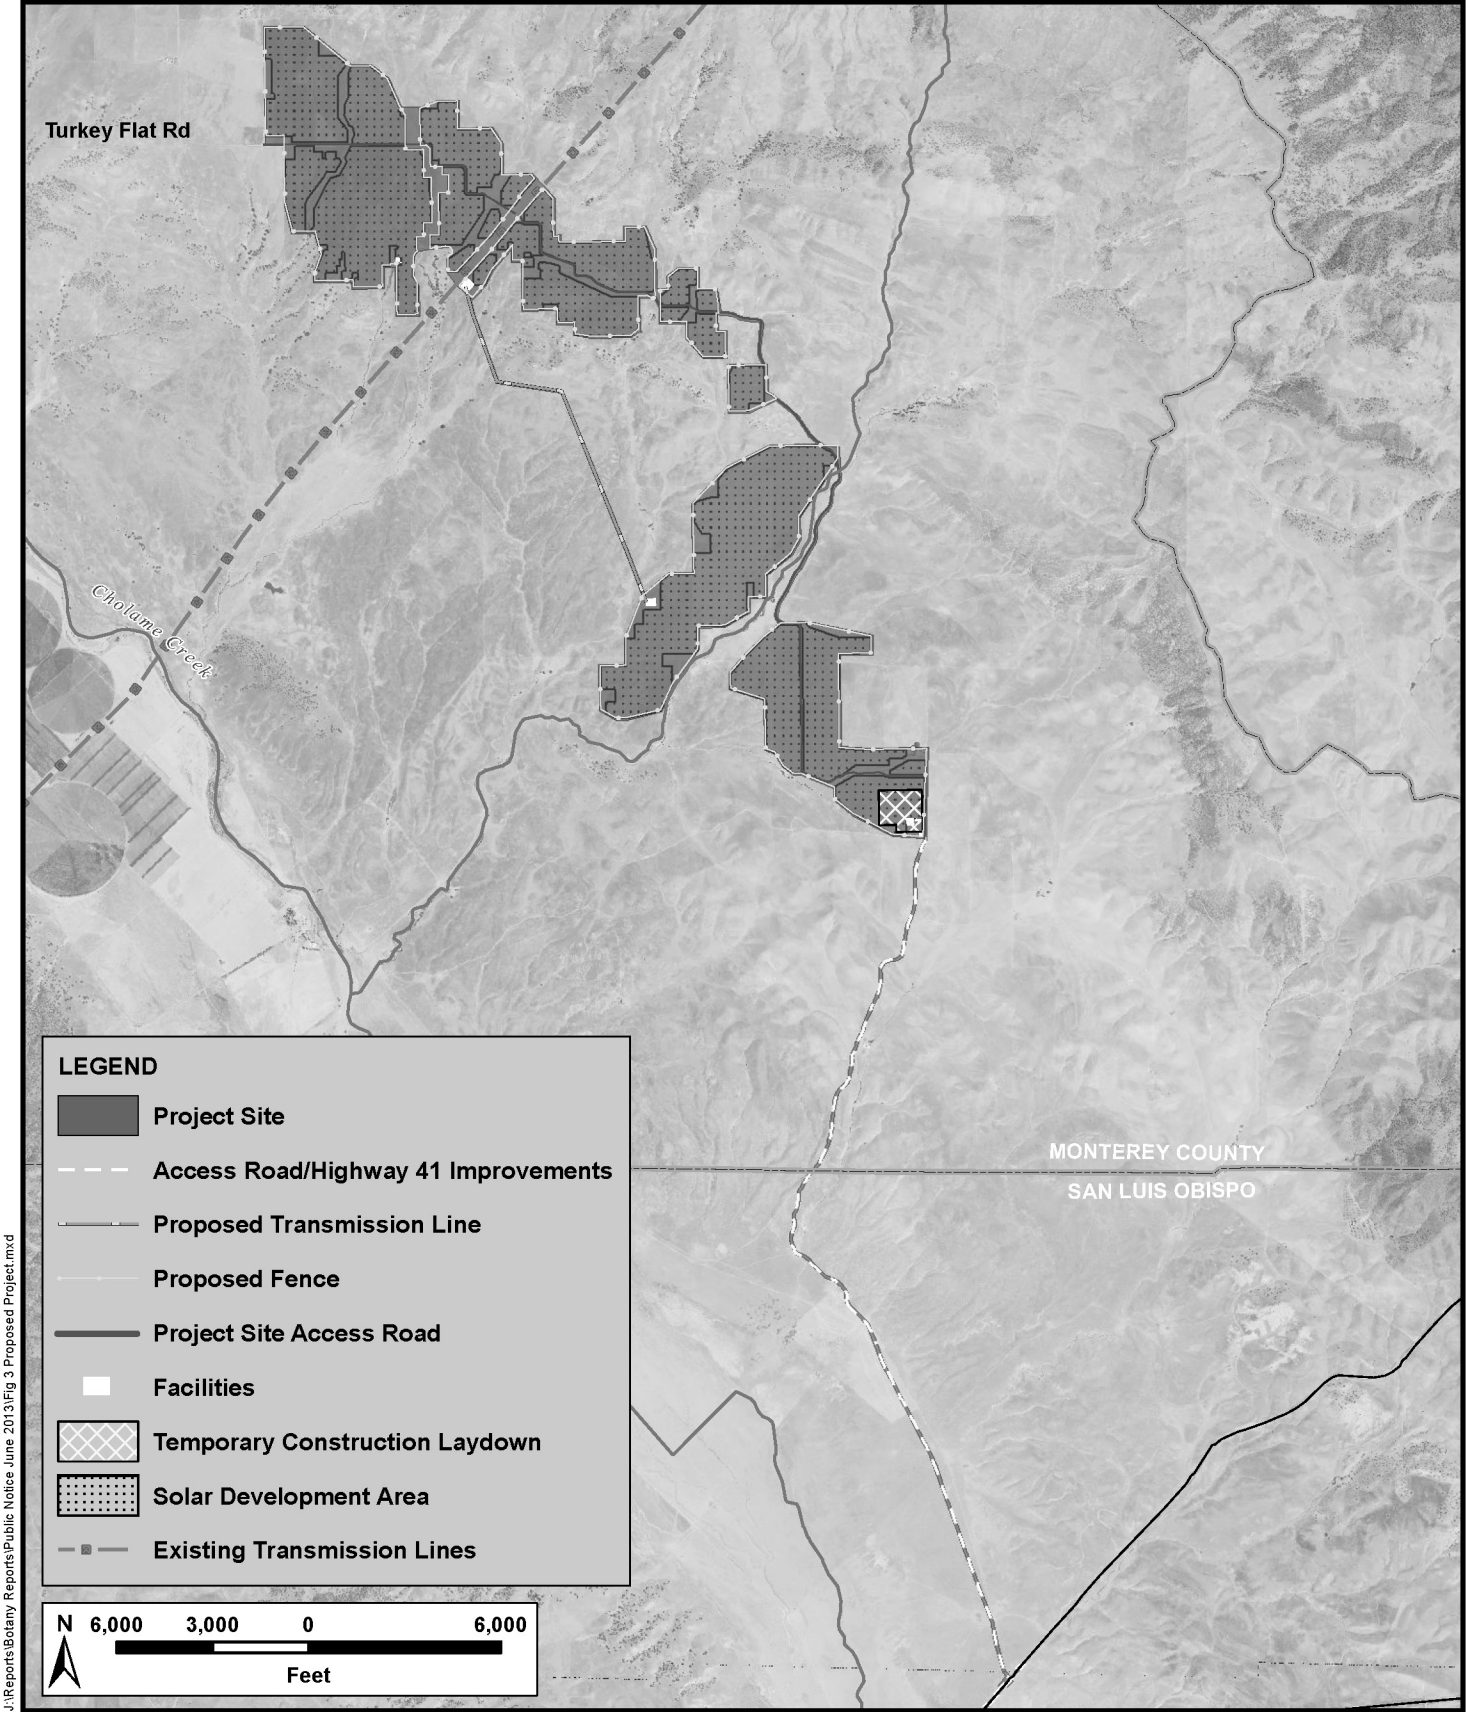 Turkey Flat Rd
Cholame Creek
MONTEREY COUNTY
SAN LUIS OBISPO
LEGEND
Project Site
Access Road/Highway 41 Improvements
Proposed Transmission Line
Proposed Fence
Project Site Access Road
Facilities
Temporary Construction Laydown
Solar Development Area
Existing Transmission Lines
N 6,000 3,000 0 6,000
Feet
J:\Reports\Botany Reports\Public Notice June 2013\Fig 3 Proposed Project.mxd